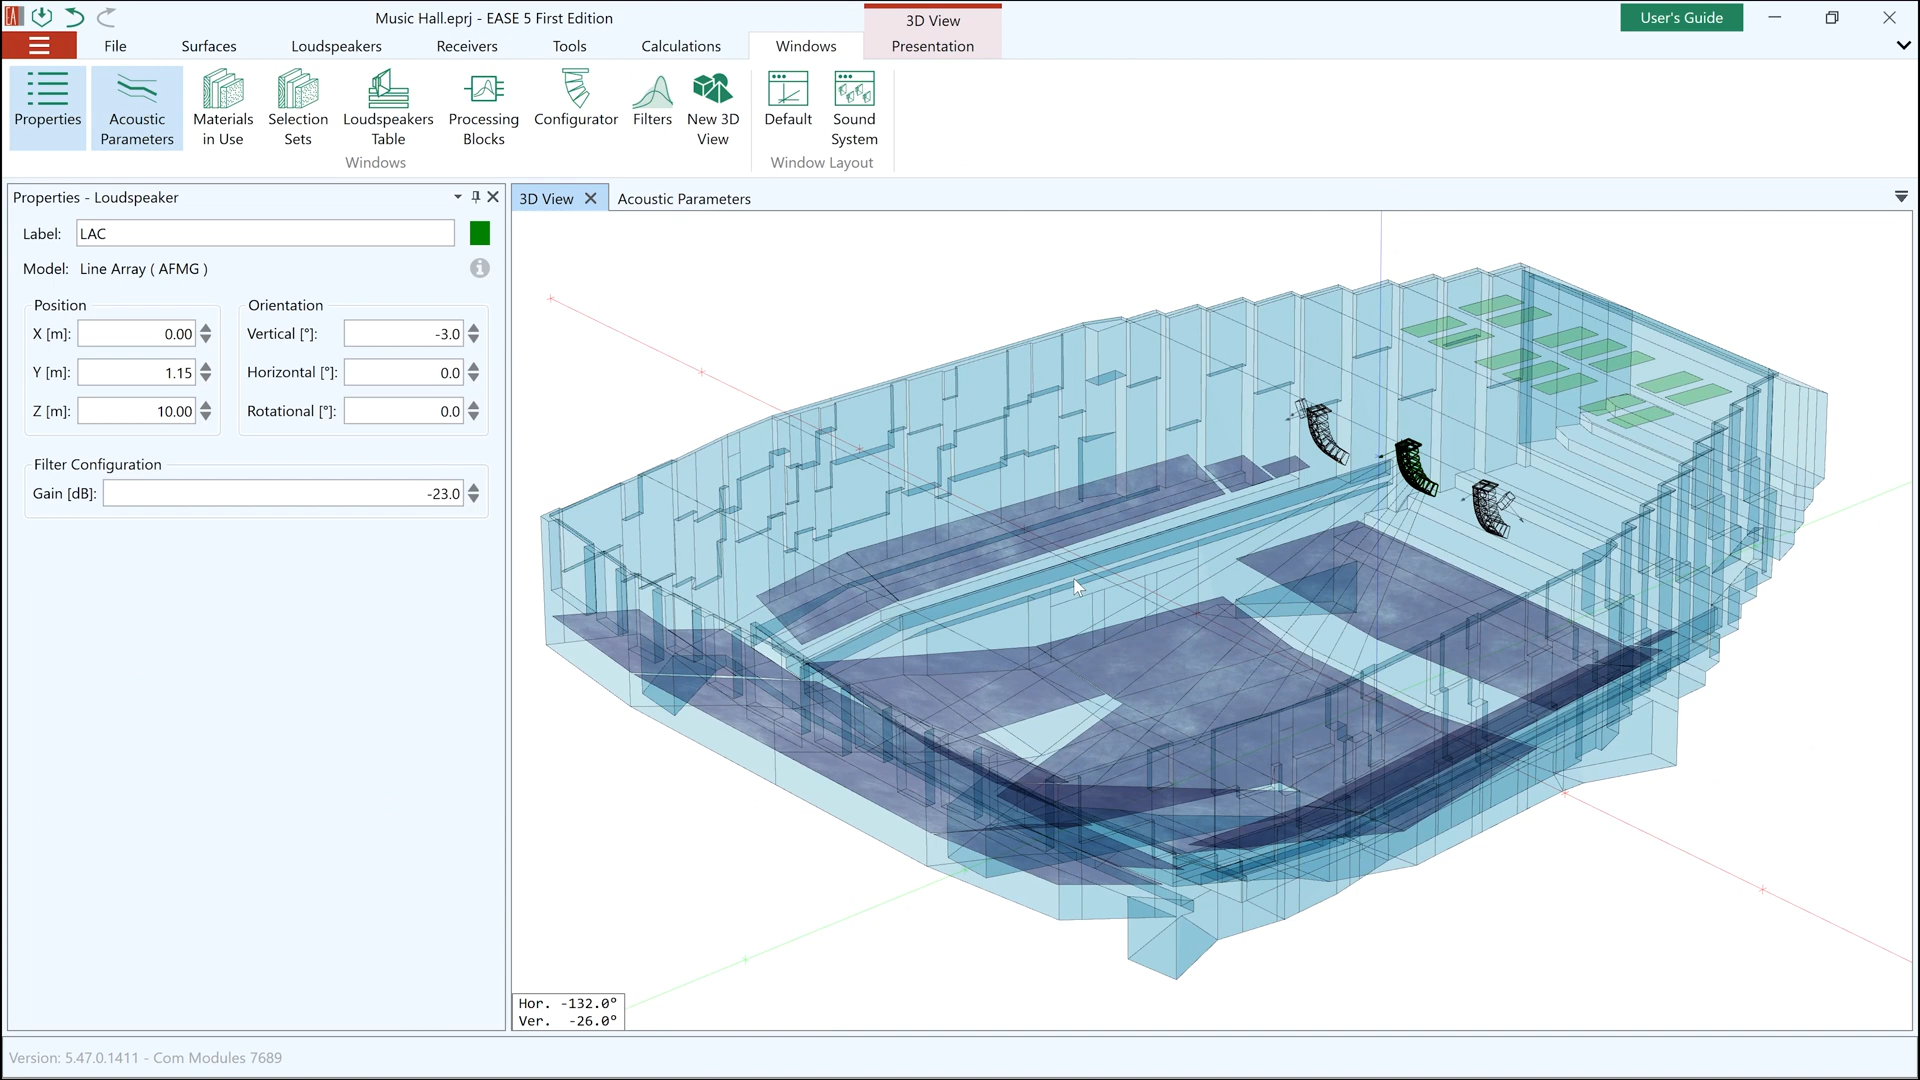 Music Hall.eprj - EASE 5 First Edition
3D View
User's Guide
File
Surfaces
Loudspeakers
Receivers
Tools
Calculations
Windows
Presentation
Properties
Acoustic
Parameters
Materials
in Use
Selection
Sets
Loudspeakers
Table
Processing
Blocks
Configurator
Filters
New 3D
View
Default
Sound
System
Windows
Window Layout
Properties - Loudspeaker
Label: LAC
Model: Line Array ( AFMG )
Position
X [m]: 0.00
Y [m]: 1.15
Z [m]: 10.00
Orientation
Vertical [°]: -3.0
Horizontal [°]: 0.0
Rotational [°]: 0.0
Filter Configuration
Gain [dB]: -23.0
3D View
Acoustic Parameters
Hor. -132.0°
Ver. -26.0°
Version: 5.47.0.1411 - Com Modules 7689